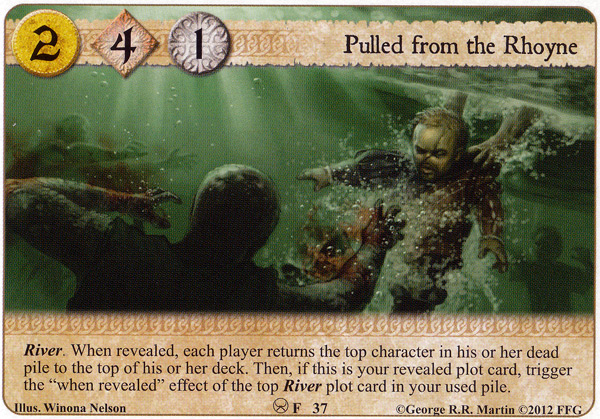 2 4 1 Pulled from the Rhoyne
River. When revealed, each player returns the top character in his or her dead
pile to the top of his or her deck. Then, if this is your revealed plot card, trigger
the “when revealed” effect of the top River plot card in your used pile.
Illus. Winona Nelson F 37 ©George R.R. Martin ©2012 FFG